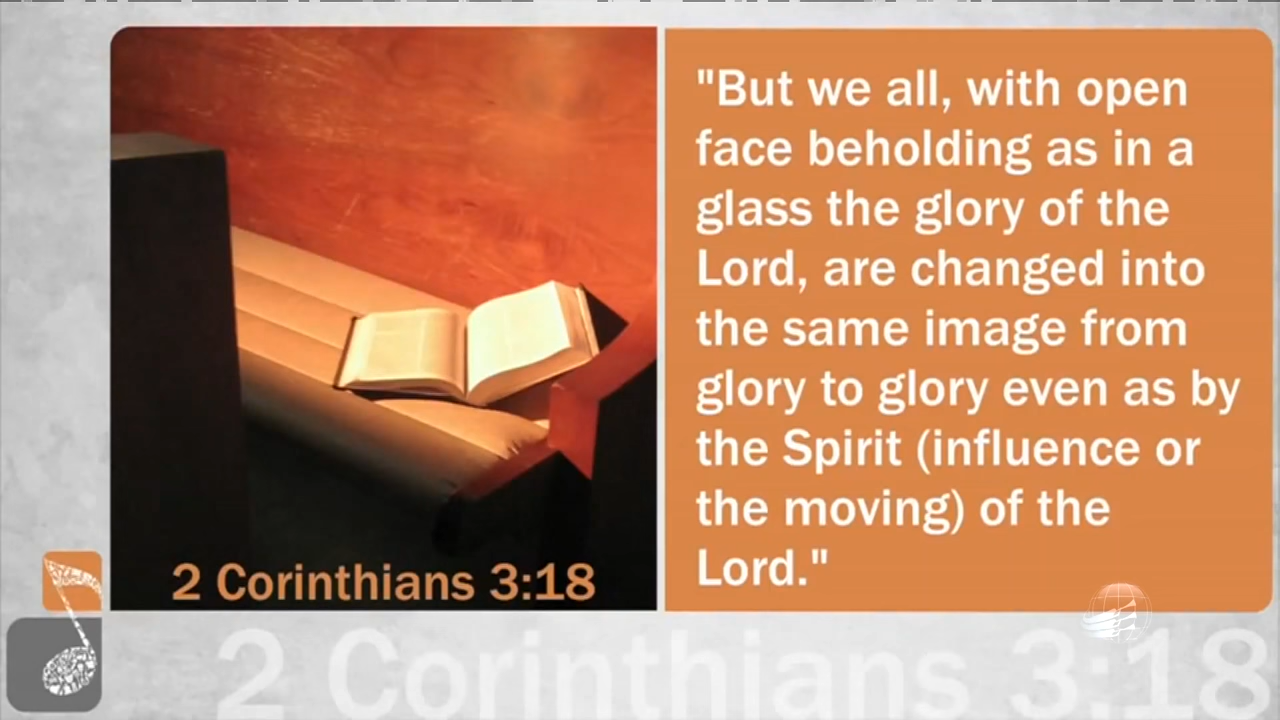 "But we all, with open
face beholding as in a
glass the glory of the
Lord, are changed into
the same image from
glory to glory even as by
the Spirit (influence or
the moving) of the
Lord."
2 Corinthians 3:18
2 Corinthians 3:18